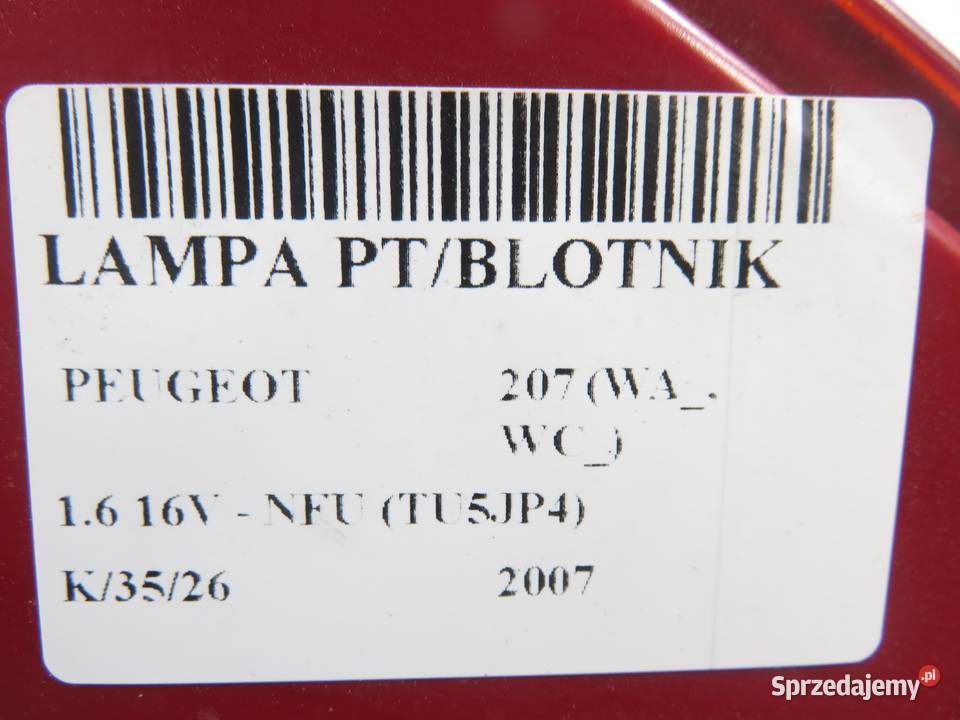 LAMPA PT/BLOTNIK
PEUGEOT 207 (WA_,
WC_)
1.6 16V - NFU (TU5JP4)
K/35/26 2007
Sprzedajemy.pl